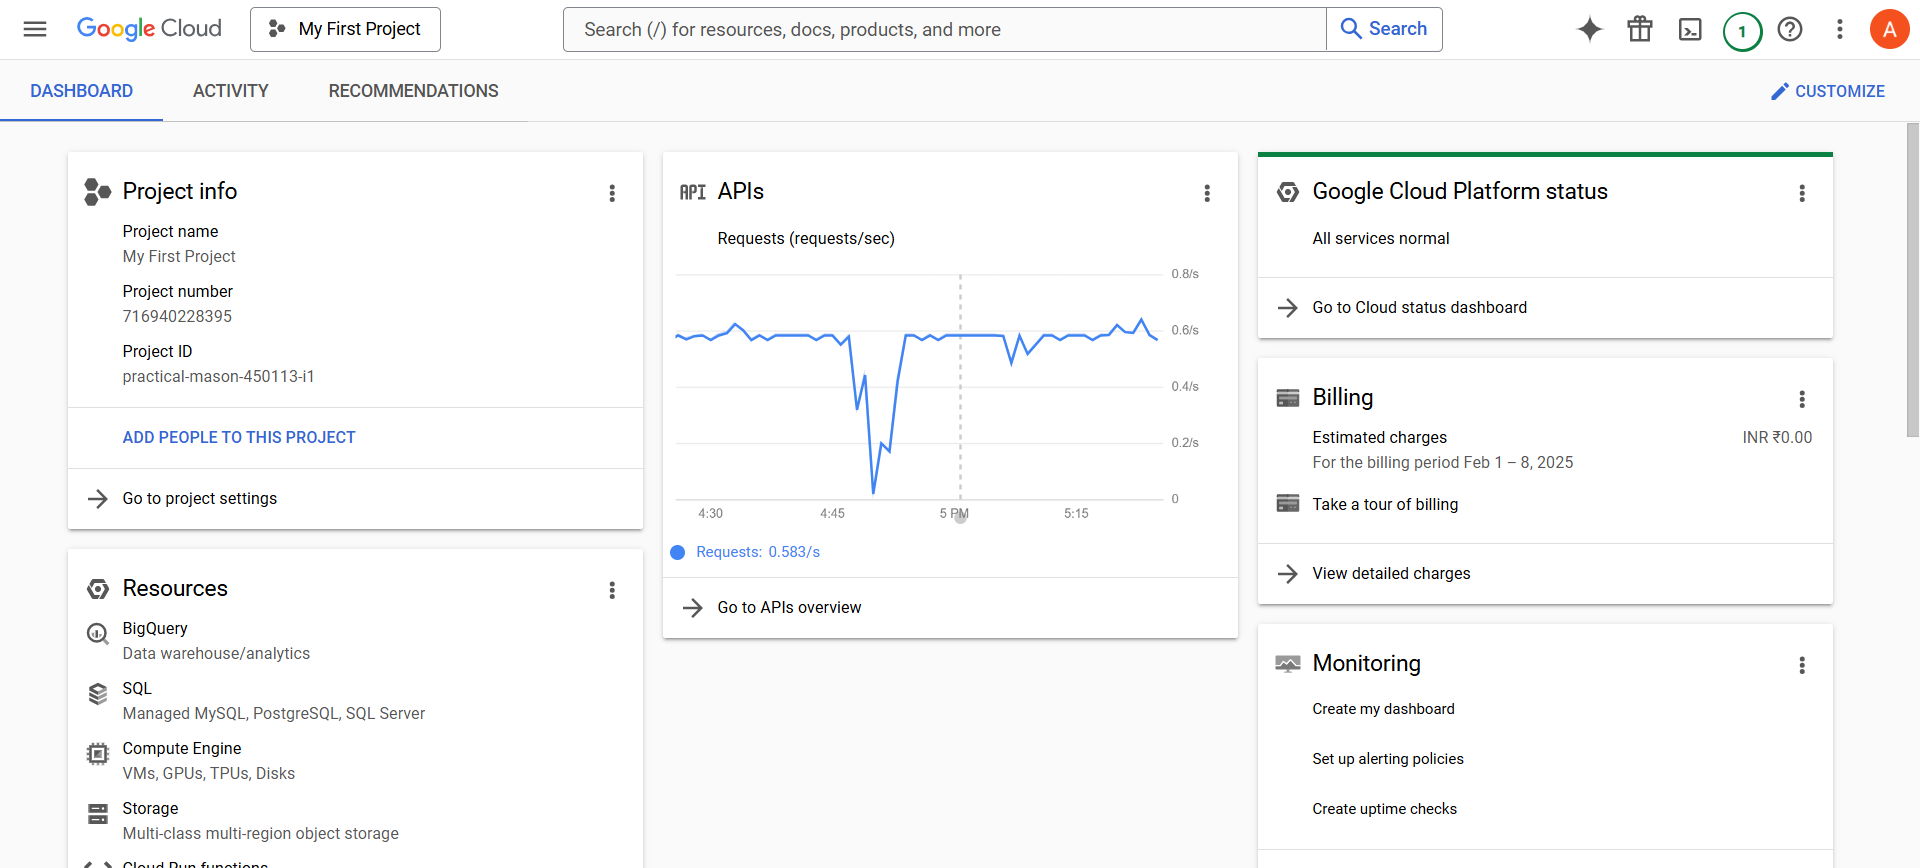 Google Cloud
My First Project
Search (/) for resources, docs, products, and more
Search
1
A
DASHBOARD
ACTIVITY
RECOMMENDATIONS
CUSTOMIZE
Project info
Project name
My First Project
Project number
716940228395
Project ID
practical-mason-450113-i1
ADD PEOPLE TO THIS PROJECT
Go to project settings
Resources
BigQuery
Data warehouse/analytics
SQL
Managed MySQL, PostgreSQL, SQL Server
Compute Engine
VMs, GPUs, TPUs, Disks
Storage
Multi-class multi-region object storage
Cloud Run functions
API APIs
Requests (requests/sec)
0.8/s
0.6/s
0.4/s
0.2/s
0
4:30
4:45
5 PM
5:15
Requests: 0.583/s
Go to APIs overview
Google Cloud Platform status
All services normal
Go to Cloud status dashboard
Billing
Estimated charges
INR ₹0.00
For the billing period Feb 1 – 8, 2025
Take a tour of billing
View detailed charges
Monitoring
Create my dashboard
Set up alerting policies
Create uptime checks